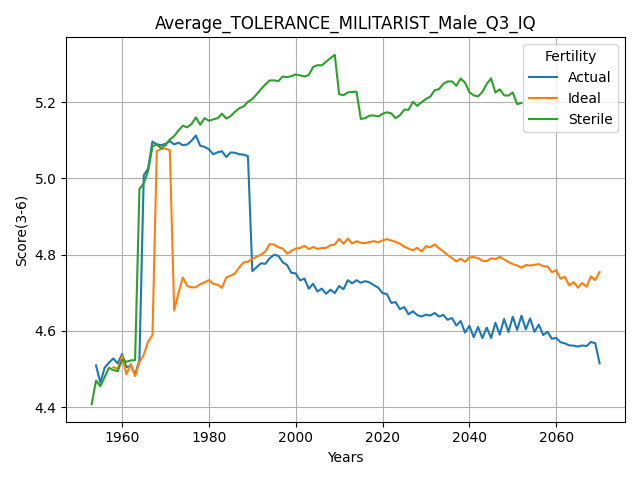 Average_TOLERANCE_MILITARIST_Male_Q3_IQ
Fertility
Actual
Ideal
Sterile
Score(3-6)
5.2
5.0
4.8
4.6
4.4
1960 1980 2000 2020 2040 2060
Years